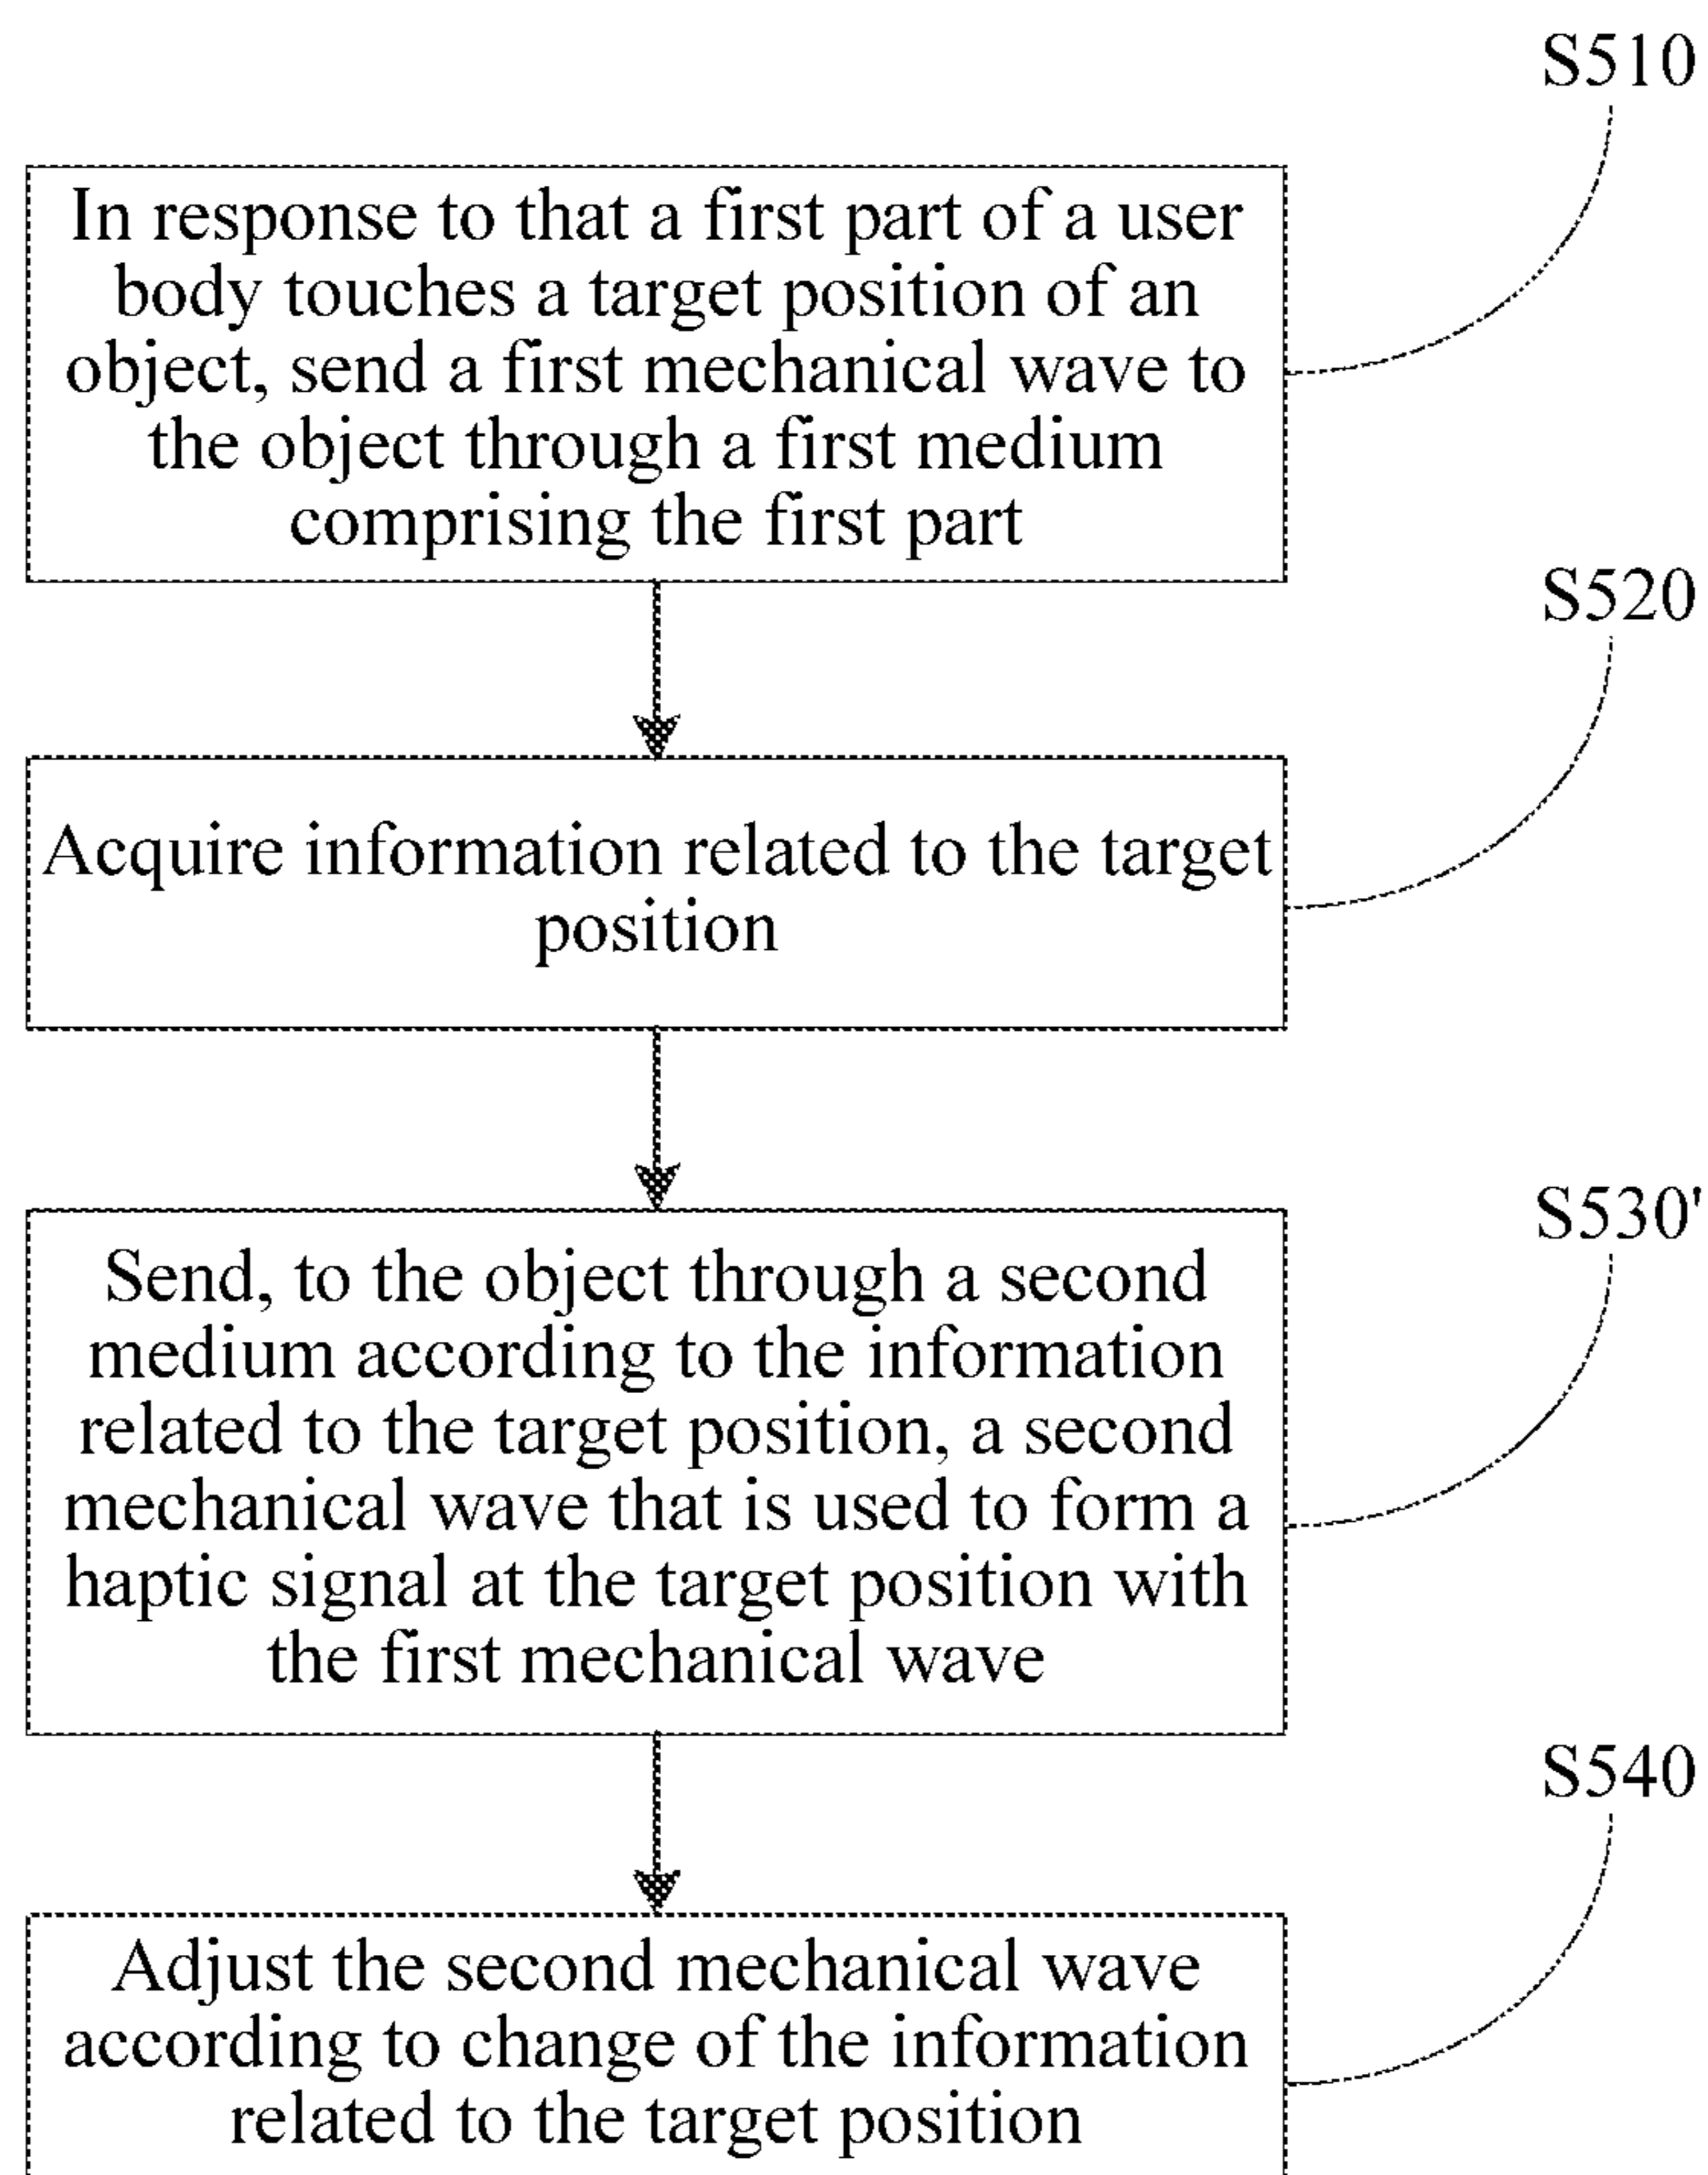 S510
In response to that a first part of a user
body touches a target position of an
object, send a first mechanical wave to
the object through a first medium
comprising the first part
S520
Acquire information related to the target
position
S530'
Send, to the object through a second
medium according to the information
related to the target position, a second
mechanical wave that is used to form a
haptic signal at the target position with
the first mechanical wave
S540
Adjust the second mechanical wave
according to change of the information
related to the target position